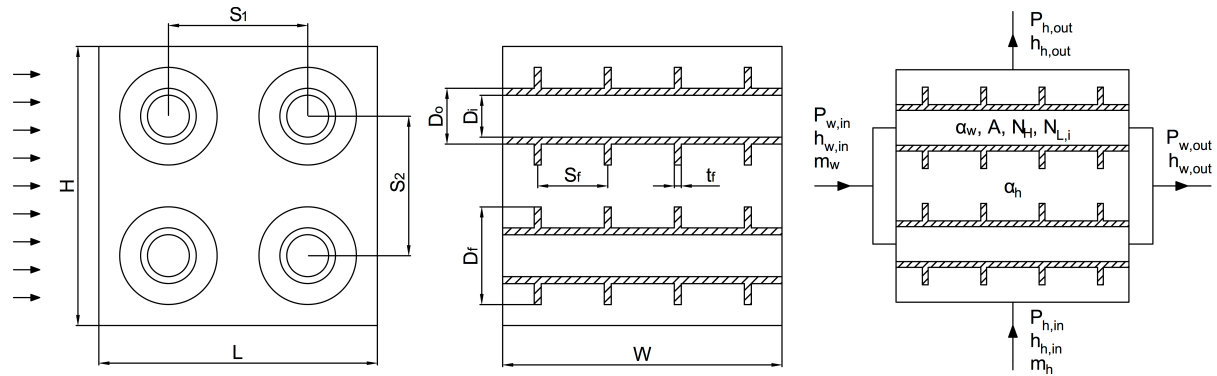 S1
H
S2
L
Do
Di
Sf
tf
Df
W
Ph,out
hh,out
Pw,in
hw,in
mw
αw, A, NH, NL,i
αh
Pw,out
hw,out
Ph,in
hh,in
mh